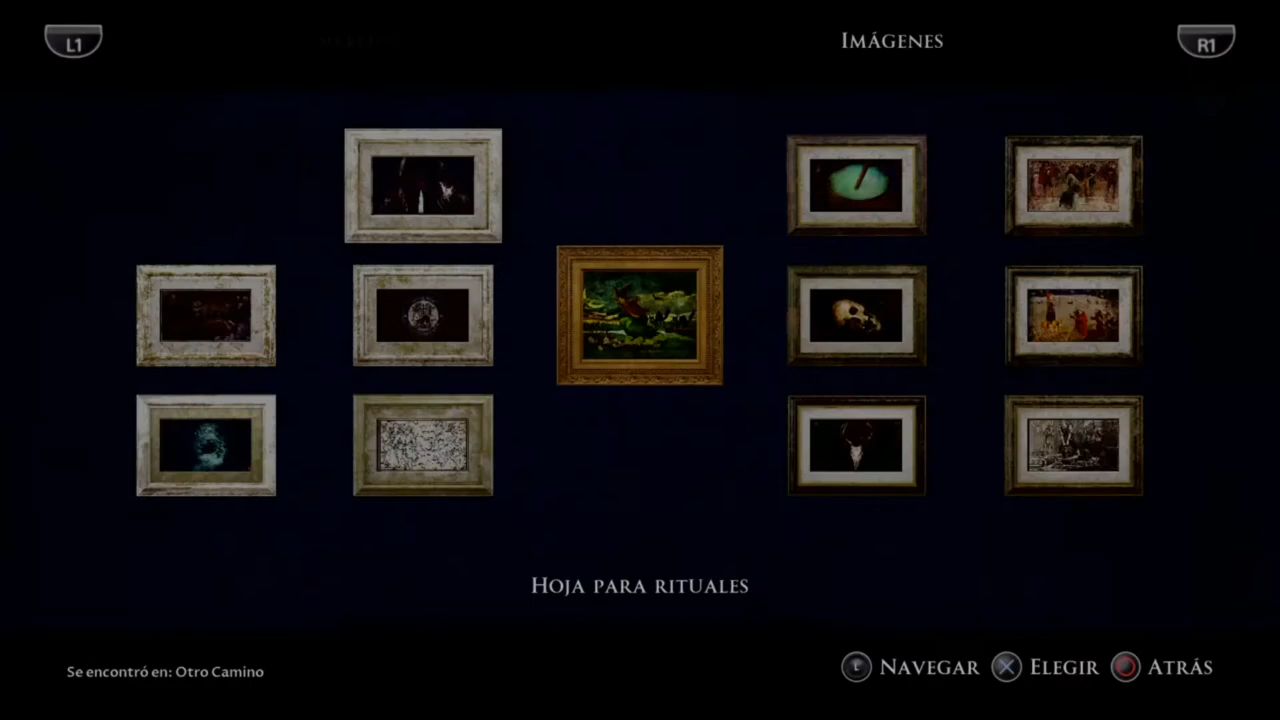 L1
IMÁGENES
R1
HOJA PARA RITUALES
Se encontró en: Otro Camino
L NAVEGAR X ELEGIR ATRÁS